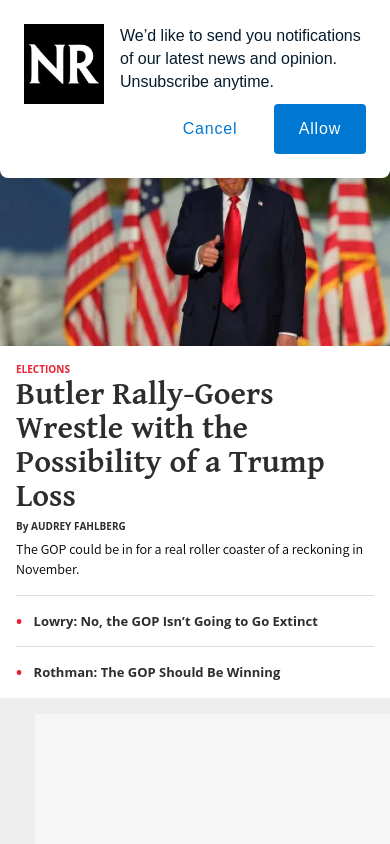 NR
We’d like to send you notifications
of our latest news and opinion.
Unsubscribe anytime.
Cancel
Allow
ELECTIONS
Butler Rally-Goers
Wrestle with the
Possibility of a Trump
Loss
By AUDREY FAHLBERG
The GOP could be in for a real roller coaster of a reckoning in
November.
• Lowry: No, the GOP Isn’t Going to Go Extinct
• Rothman: The GOP Should Be Winning